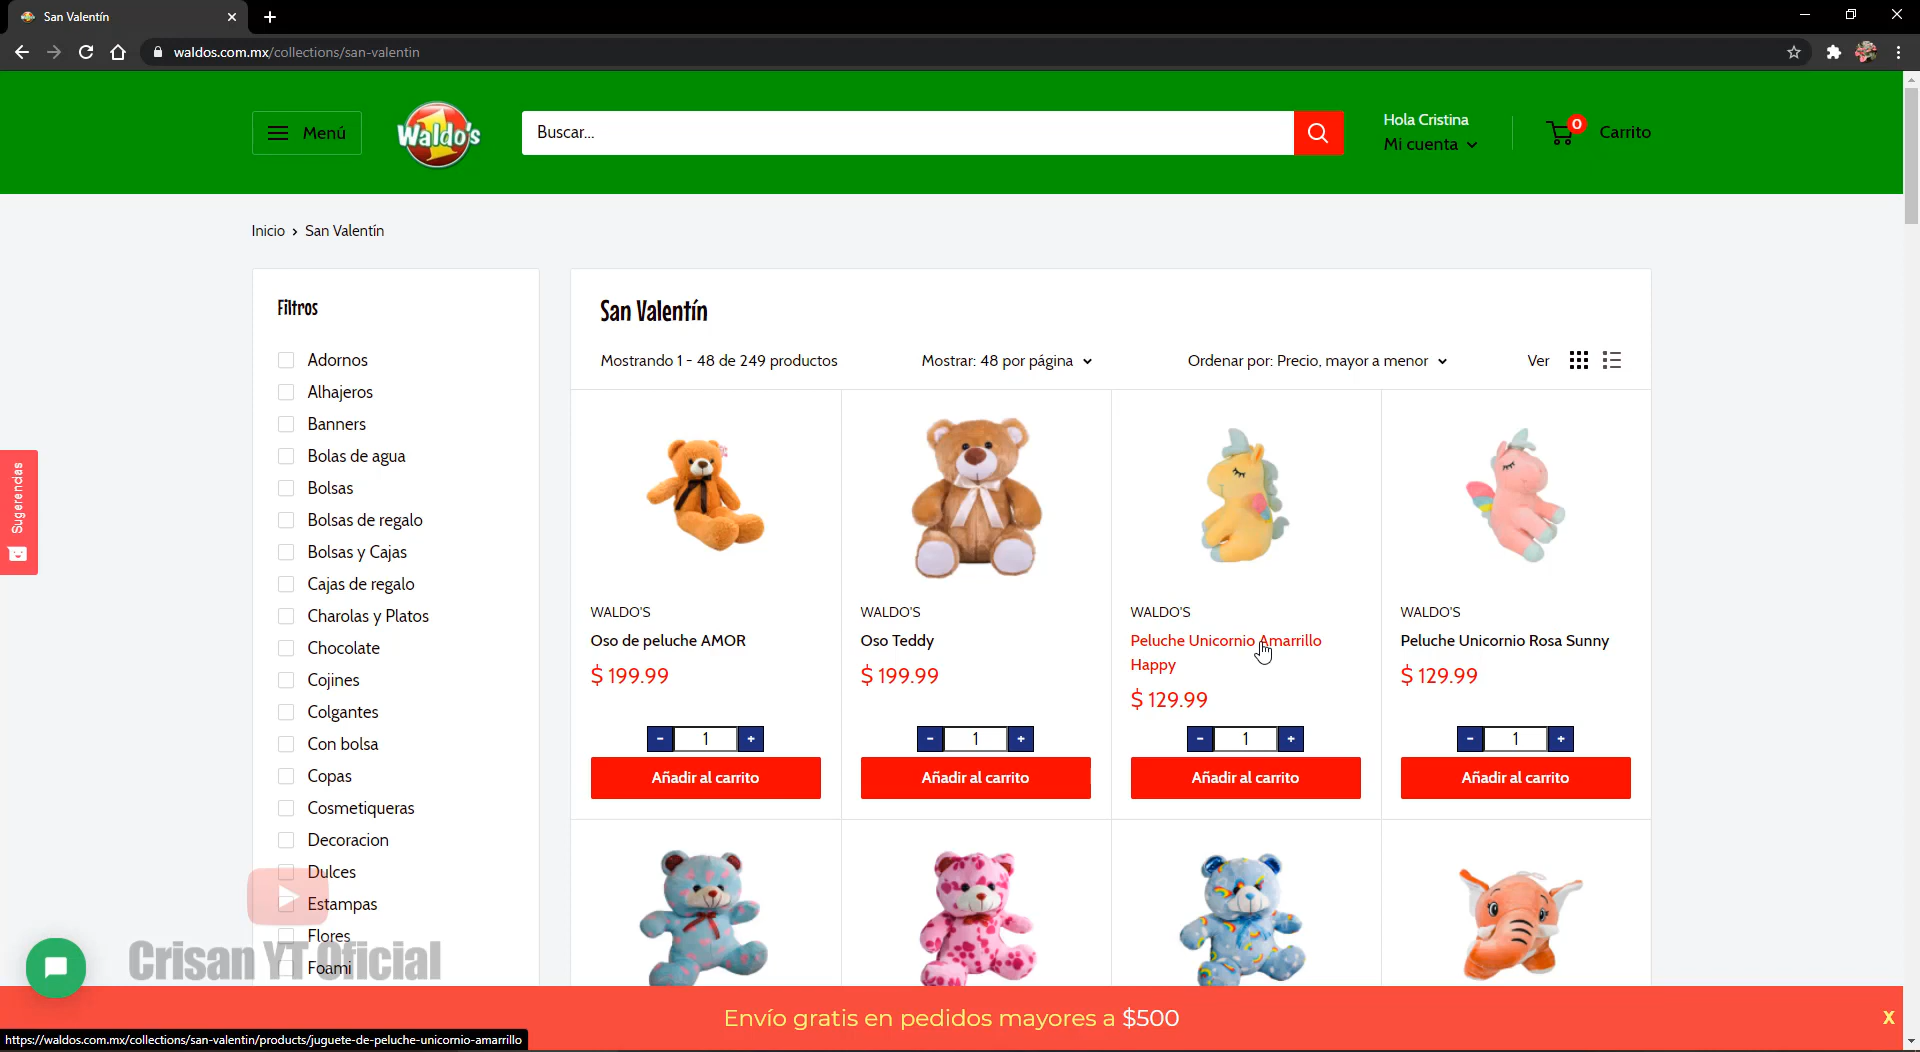 San Valentín
waldos.com.mx/collections/san-valentin
Menú
Waldo's
Buscar...
Hola Cristina
Mi cuenta
0
Carrito
Inicio › San Valentín
Filtros
Adornos
Alhajeros
Banners
Bolas de agua
Bolsas
Bolsas de regalo
Bolsas y Cajas
Cajas de regalo
Charolas y Platos
Chocolate
Cojines
Colgantes
Con bolsa
Copas
Cosmetiqueras
Decoracion
Dulces
Estampas
Flores
Foami
Sugerendas
San Valentín
Mostrando 1 - 48 de 249 productos
Mostrar: 48 por página
Ordenar por: Precio, mayor a menor
Ver
WALDO'S
Oso de peluche AMOR
$ 199.99
- 1 +
Añadir al carrito
WALDO'S
Oso Teddy
$ 199.99
- 1 +
Añadir al carrito
WALDO'S
Peluche Unicornio Amarrillo
Happy
$ 129.99
- 1 +
Añadir al carrito
WALDO'S
Peluche Unicornio Rosa Sunny
$ 129.99
- 1 +
Añadir al carrito
Crisan YT Oficial
Envío gratis en pedidos mayores a $500
X
https://waldos.com.mx/collections/san-valentin/products/juguete-de-peluche-unicornio-amarrillo